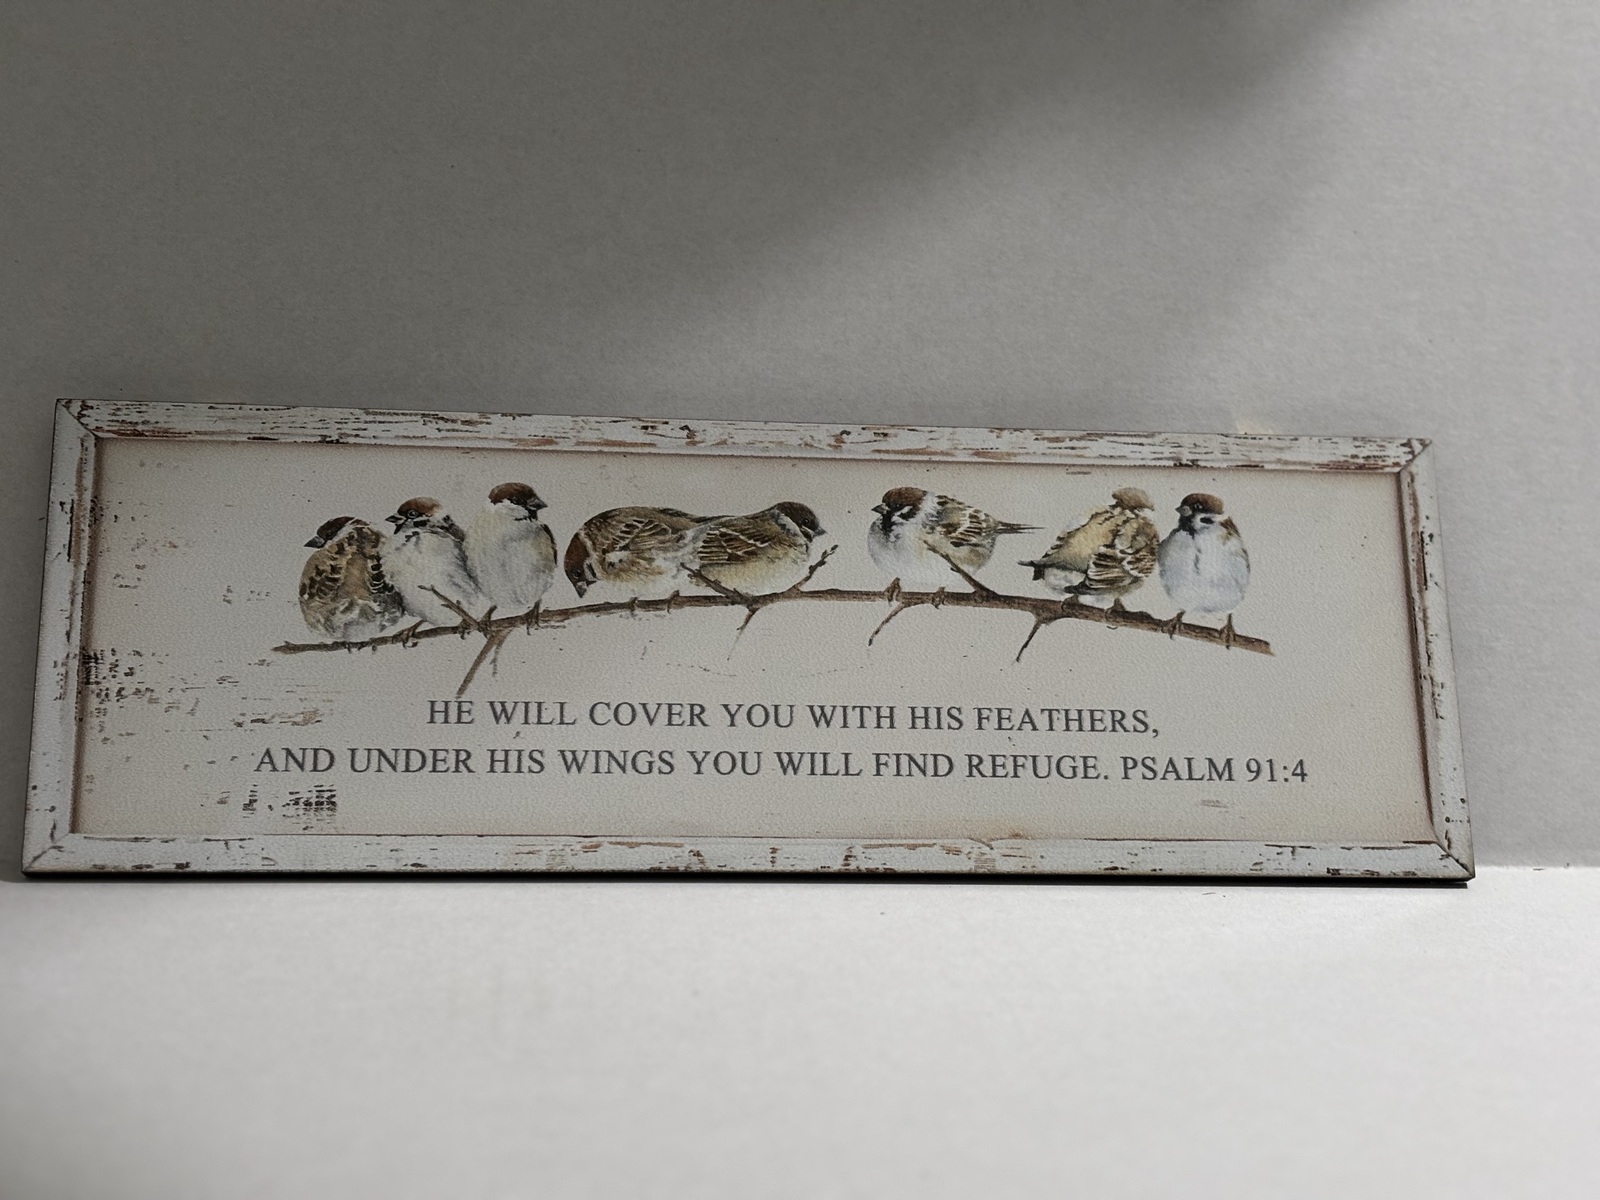 HE WILL COVER YOU WITH HIS FEATHERS,
AND UNDER HIS WINGS YOU WILL FIND REFUGE. PSALM 91:4